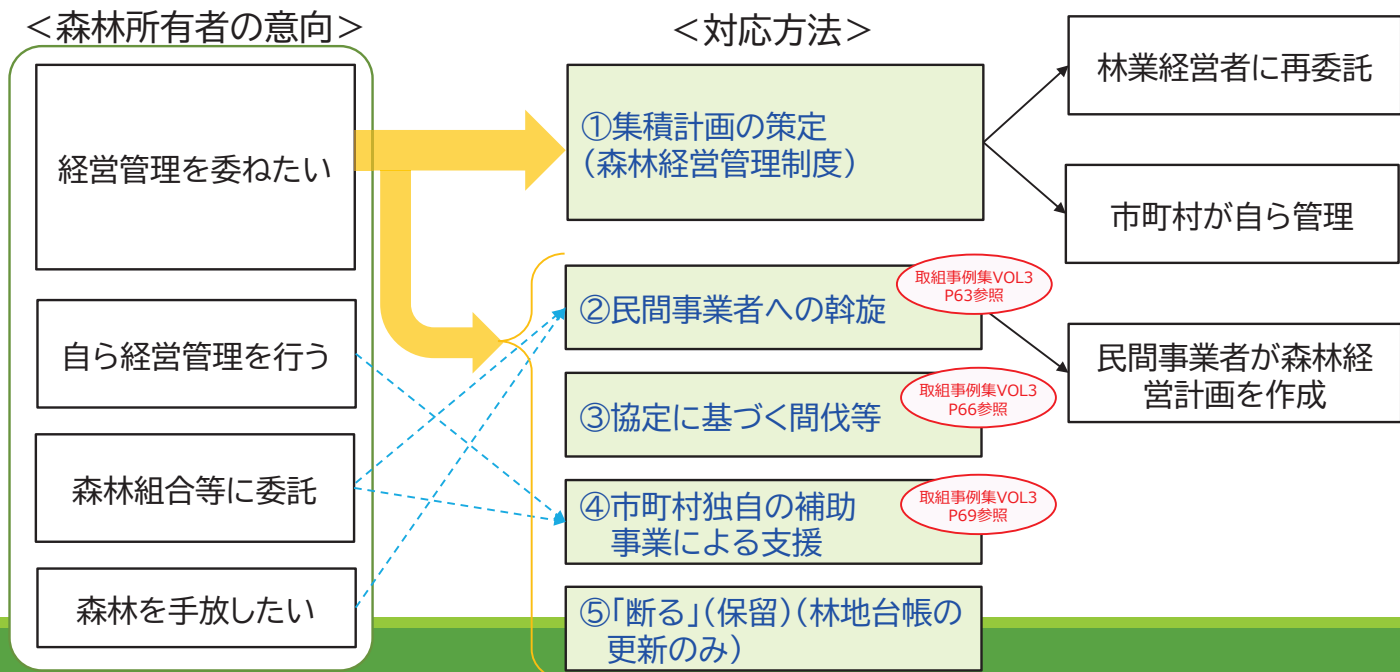 ＜森林所有者の意向＞
経営管理を委ねたい
自ら経営管理を行う
森林組合等に委託
森林を手放したい
＜対応方法＞
①集積計画の策定
（森林経営管理制度）
②民間事業者への斡旋
取組事例集VOL3
P63参照
③協定に基づく間伐等
取組事例集VOL3
P66参照
④市町村独自の補助
事業による支援
取組事例集VOL3
P69参照
⑤「断る」（保留）（林地台帳の
更新のみ）
林業経営者に再委託
市町村が自ら管理
民間事業者が森林経
営計画を作成